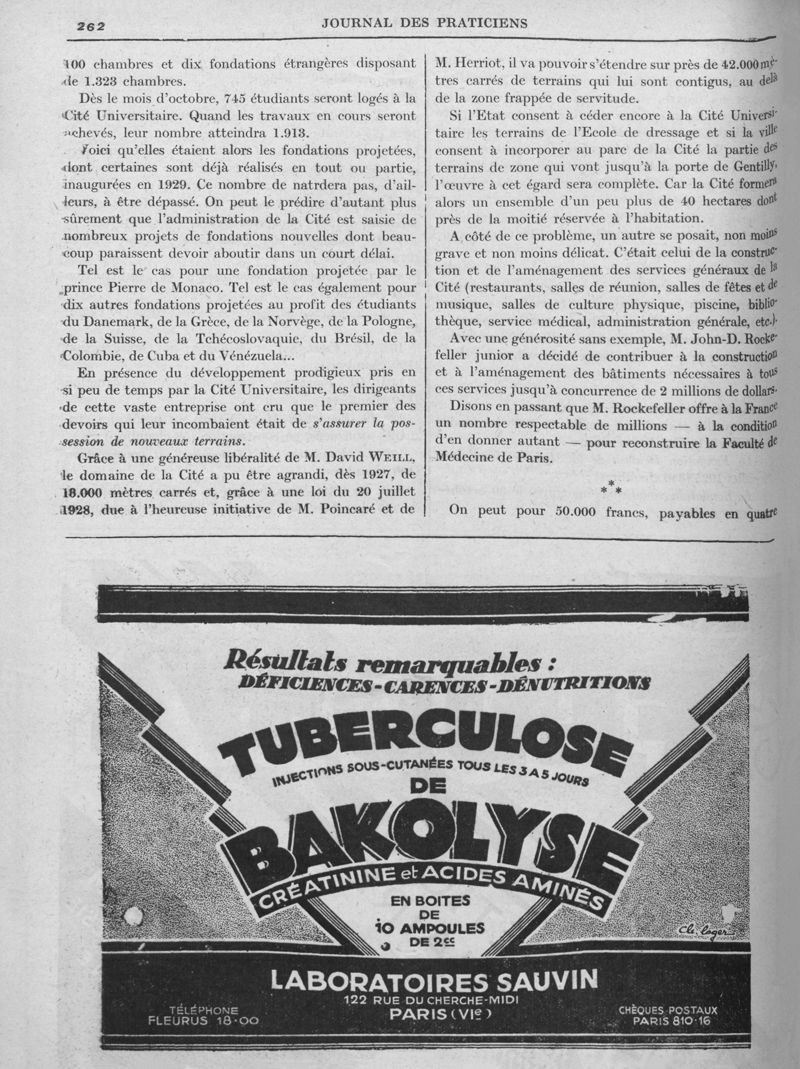 262
JOURNAL DES PRATICIENS
100 chambres et dix fondations étrangères disposant
de 1.323 chambres.
Dès le mois d'octobre, 745 étudiants seront logés à la
Cité Universitaire. Quand les travaux en cours seront
achevés, leur nombre atteindra 1.913.
Voici qu'elles étaient alors les fondations projetées,
dont certaines sont déjà réalisés en tout ou partie,
inaugurées en 1929. Ce nombre de natrdera pas, d'ail-
leurs, à être dépassé. On peut le prédire d'autant plus
sûrement que l'administration de la Cité est saisie de
nombreux projets de fondations nouvelles dont beau-
coup paraissent devoir aboutir dans un court délai.
Tel est le cas pour une fondation projetée par le
prince Pierre de Monaco. Tel est le cas également pour
dix autres fondations projetées au profit des étudiants
du Danemark, de la Grèce, de la Norvège, de la Pologne,
de la Suisse, de la Tchécoslovaquie, du Brésil, de la
Colombie, de Cuba et du Vénézuela...
En présence du développement prodigieux pris en
si peu de temps par la Cité Universitaire, les dirigeants
de cette vaste entreprise ont cru que le premier des
devoirs qui leur incombaient était de s'assurer la pos-
session de nouveaux terrains.
Grâce à une généreuse libéralité de M. David WEILL,
le domaine de la Cité a pu être agrandi, dès 1927, de
18.000 mètres carrés et, grâce à une loi du 20 juillet
1928, due à l'heureuse initiative de M. Poincaré et de
M. Herriot, il va pouvoir s'étendre sur près de 42.000 mè-
tres carrés de terrains qui lui sont contigus, au delà
de la zone frappée de servitude.
Si l'Etat consent à céder encore à la Cité Universi-
taire les terrains de l'Ecole de dressage et si la ville
consent à incorporer au parc de la Cité la partie des
terrains de zone qui vont jusqu'à la porte de Gentilly,
l'œuvre à cet égard sera complète. Car la Cité formera
alors un ensemble d'un peu plus de 40 hectares dont
près de la moitié réservée à l'habitation.
A côté de ce problème, un autre se posait, non moins
grave et non moins délicat. C'était celui de la construc-
tion et de l'aménagement des services généraux de la
Cité (restaurants, salles de réunion, salles de fêtes et de
musique, salles de culture physique, piscine, biblio-
thèque, service médical, administration générale, etc.).
Avec une générosité sans exemple, M. John-D. Rocke-
feller junior a décidé de contribuer à la construction
et à l'aménagement des bâtiments nécessaires à tous
ces services jusqu'à concurrence de 2 millions de dollars.
Disons en passant que M. Rockefeller offre à la France
un nombre respectable de millions — à la condition
d'en donner autant — pour reconstruire la Faculté de
Médecine de Paris.
***
On peut pour 50.000 francs, payables en quatre
Résultats remarquables :
DÉFICIENCES-CARENCES-DÉNUTRITIONS
TUBERCULOSE
INJECTIONS SOUS-CUTANÉES TOUS LES 3 A 5 JOURS
DE
BAKOLYSE
CRÉATININE et ACIDES AMINÉS
EN BOITES
DE
10 AMPOULES
DE 2cc
LABORATOIRES SAUVIN
122 RUE DU CHERCHE-MIDI
PARIS (VIe)
TÉLÉPHONE
FLEURUS 18-00
CHÈQUES POSTAUX
PARIS 810-16